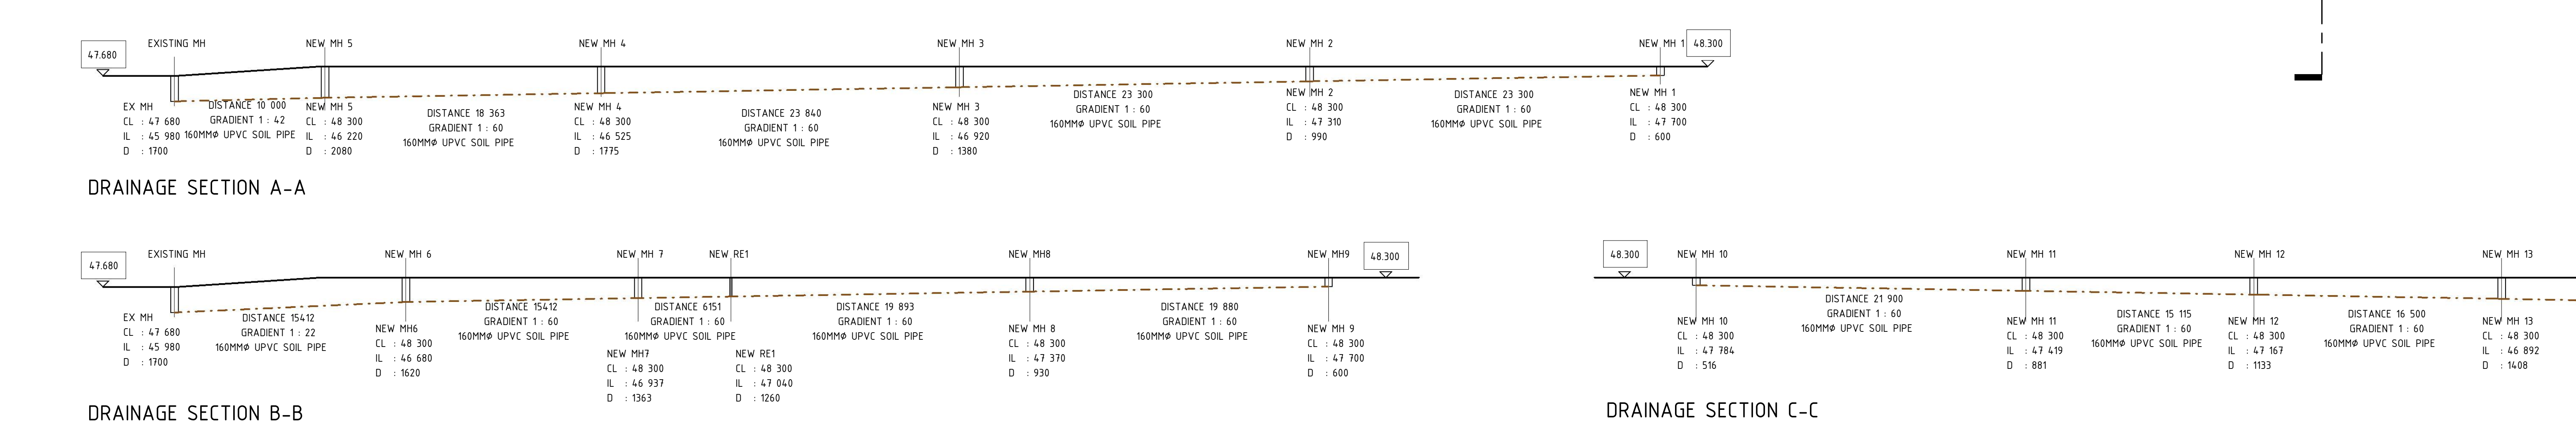 EXISTING MH
NEW MH 5
NEW MH 4
NEW MH 3
NEW MH 2
NEW MH 1
47.680
48.300
EX MH
CL : 47 680
IL : 45 980
D : 1700
DISTANCE 10 000
GRADIENT 1 : 42
160MMØ UPVC SOIL PIPE
NEW MH 5
CL : 48 300
IL : 46 220
D : 2080
DISTANCE 18 363
GRADIENT 1 : 60
160MMØ UPVC SOIL PIPE
NEW MH 4
CL : 48 300
IL : 46 525
D : 1775
DISTANCE 23 840
GRADIENT 1 : 60
160MMØ UPVC SOIL PIPE
NEW MH 3
CL : 48 300
IL : 46 920
D : 1380
DISTANCE 23 300
GRADIENT 1 : 60
160MMØ UPVC SOIL PIPE
NEW MH 2
CL : 48 300
IL : 47 310
D : 990
DISTANCE 23 300
GRADIENT 1 : 60
160MMØ UPVC SOIL PIPE
NEW MH 1
CL : 48 300
IL : 47 700
D : 600
DRAINAGE SECTION A-A
EXISTING MH
NEW MH 6
NEW MH 7
NEW RE1
NEW MH8
NEW MH9
47.680
48.300
EX MH
CL : 47 680
IL : 45 980
D : 1700
DISTANCE 15412
GRADIENT 1 : 22
160MMØ UPVC SOIL PIPE
NEW MH6
CL : 48 300
IL : 46 680
D : 1620
DISTANCE 15412
GRADIENT 1 : 60
160MMØ UPVC SOIL PIPE
NEW MH7
CL : 48 300
IL : 46 937
D : 1363
DISTANCE 6151
GRADIENT 1 : 60
160MMØ UPVC SOIL PIPE
NEW RE1
CL : 48 300
IL : 47 040
D : 1260
DISTANCE 19 893
GRADIENT 1 : 60
160MMØ UPVC SOIL PIPE
NEW MH 8
CL : 48 300
IL : 47 370
D : 930
DISTANCE 19 880
GRADIENT 1 : 60
160MMØ UPVC SOIL PIPE
NEW MH 9
CL : 48 300
IL : 47 700
D : 600
DRAINAGE SECTION B-B
48.300
NEW MH 10
NEW MH 11
NEW MH 12
NEW MH 13
NEW MH 10
CL : 48 300
IL : 47 784
D : 516
DISTANCE 21 900
GRADIENT 1 : 60
160MMØ UPVC SOIL PIPE
NEW MH 11
CL : 48 300
IL : 47 419
D : 881
DISTANCE 15 115
GRADIENT 1 : 60
160MMØ UPVC SOIL PIPE
NEW MH 12
CL : 48 300
IL : 47 167
D : 1133
DISTANCE 16 500
GRADIENT 1 : 60
160MMØ UPVC SOIL PIPE
NEW MH 13
CL : 48 300
IL : 46 892
D : 1408
DRAINAGE SECTION C-C